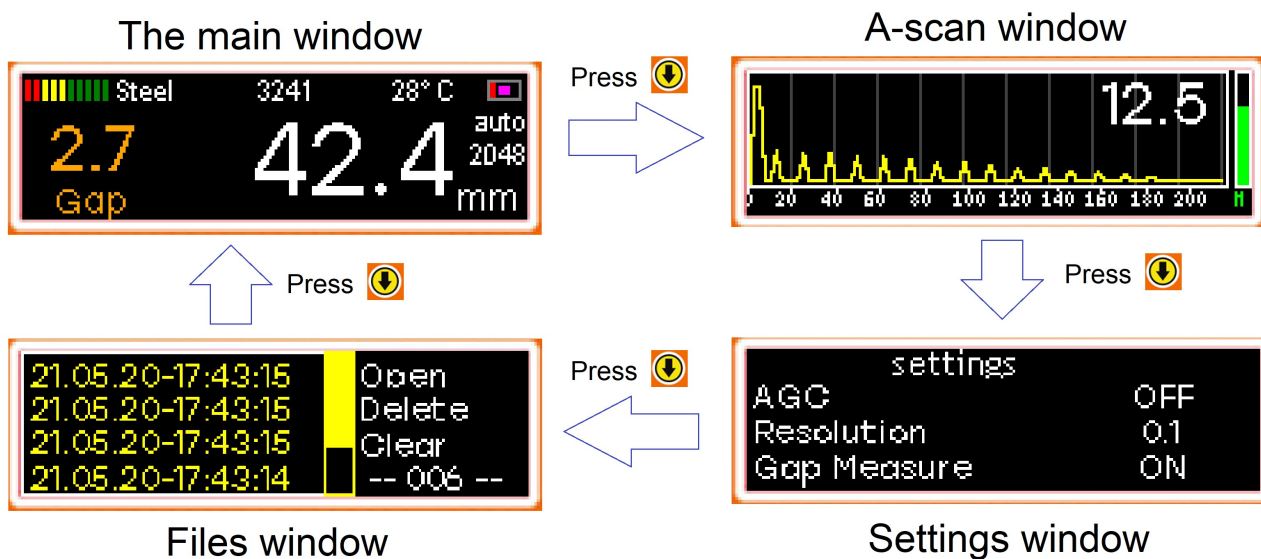 The main window
A-scan window
Steel 3241 28° C
auto
2.7 42.4 2048
Gap mm
Press
12.5
0 20 40 60 80 100 120 140 160 180 200 M
Press
Press
21.05.20-17:43:15 Open
21.05.20-17:43:15 Delete
21.05.20-17:43:15 Clear
21.05.20-17:43:14 -- 006 --
Press
settings
AGC OFF
Resolution 0.1
Gap Measure ON
Files window
Settings window